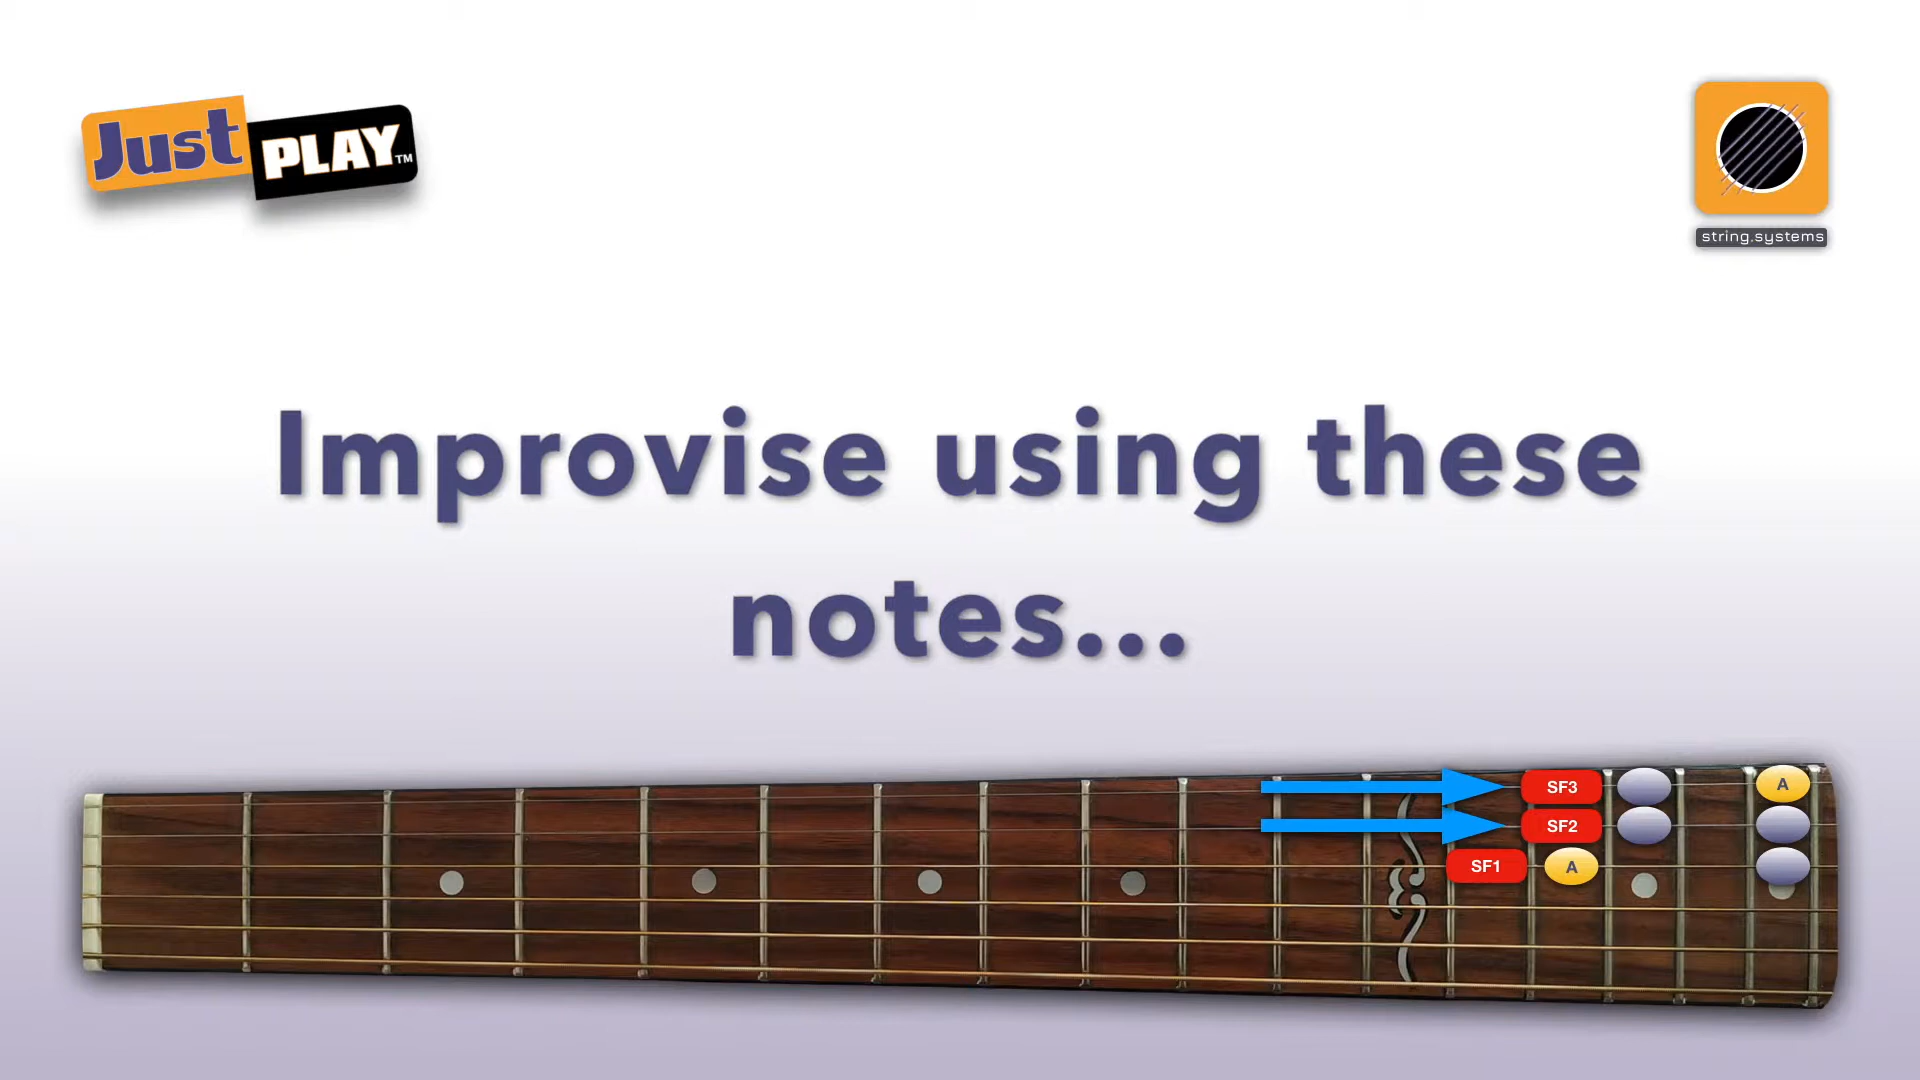 Just PLAY™
string.systems
Improvise using these
notes...
SF3 A
SF2
SF1 A